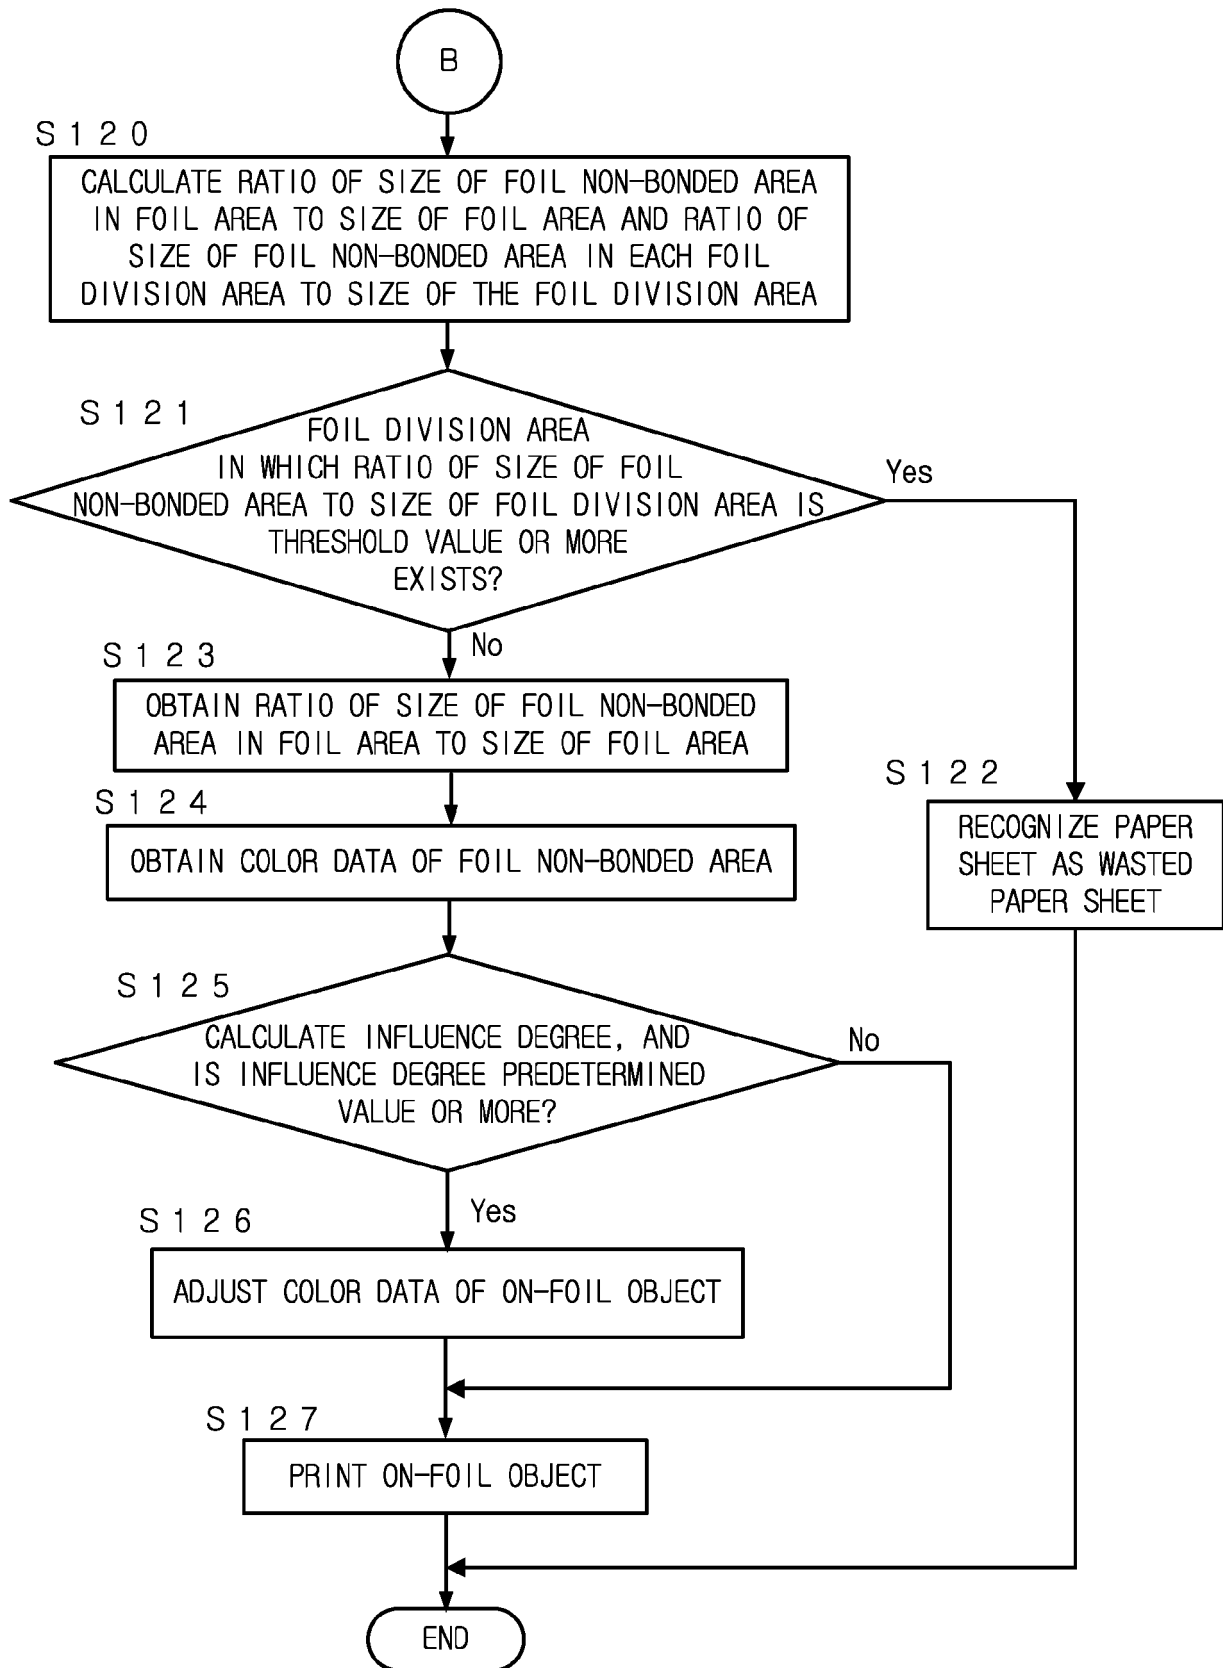 B
S120
CALCULATE RATIO OF SIZE OF FOIL NON-BONDED AREA
IN FOIL AREA TO SIZE OF FOIL AREA AND RATIO OF
SIZE OF FOIL NON-BONDED AREA IN EACH FOIL
DIVISION AREA TO SIZE OF THE FOIL DIVISION AREA
S121
FOIL DIVISION AREA
IN WHICH RATIO OF SIZE OF FOIL
NON-BONDED AREA TO SIZE OF FOIL DIVISION AREA IS
THRESHOLD VALUE OR MORE
EXISTS?
Yes
No
S123
OBTAIN RATIO OF SIZE OF FOIL NON-BONDED
AREA IN FOIL AREA TO SIZE OF FOIL AREA
S122
RECOGNIZE PAPER
SHEET AS WASTED
PAPER SHEET
S124
OBTAIN COLOR DATA OF FOIL NON-BONDED AREA
S125
CALCULATE INFLUENCE DEGREE, AND
IS INFLUENCE DEGREE PREDETERMINED
VALUE OR MORE?
No
Yes
S126
ADJUST COLOR DATA OF ON-FOIL OBJECT
S127
PRINT ON-FOIL OBJECT
END